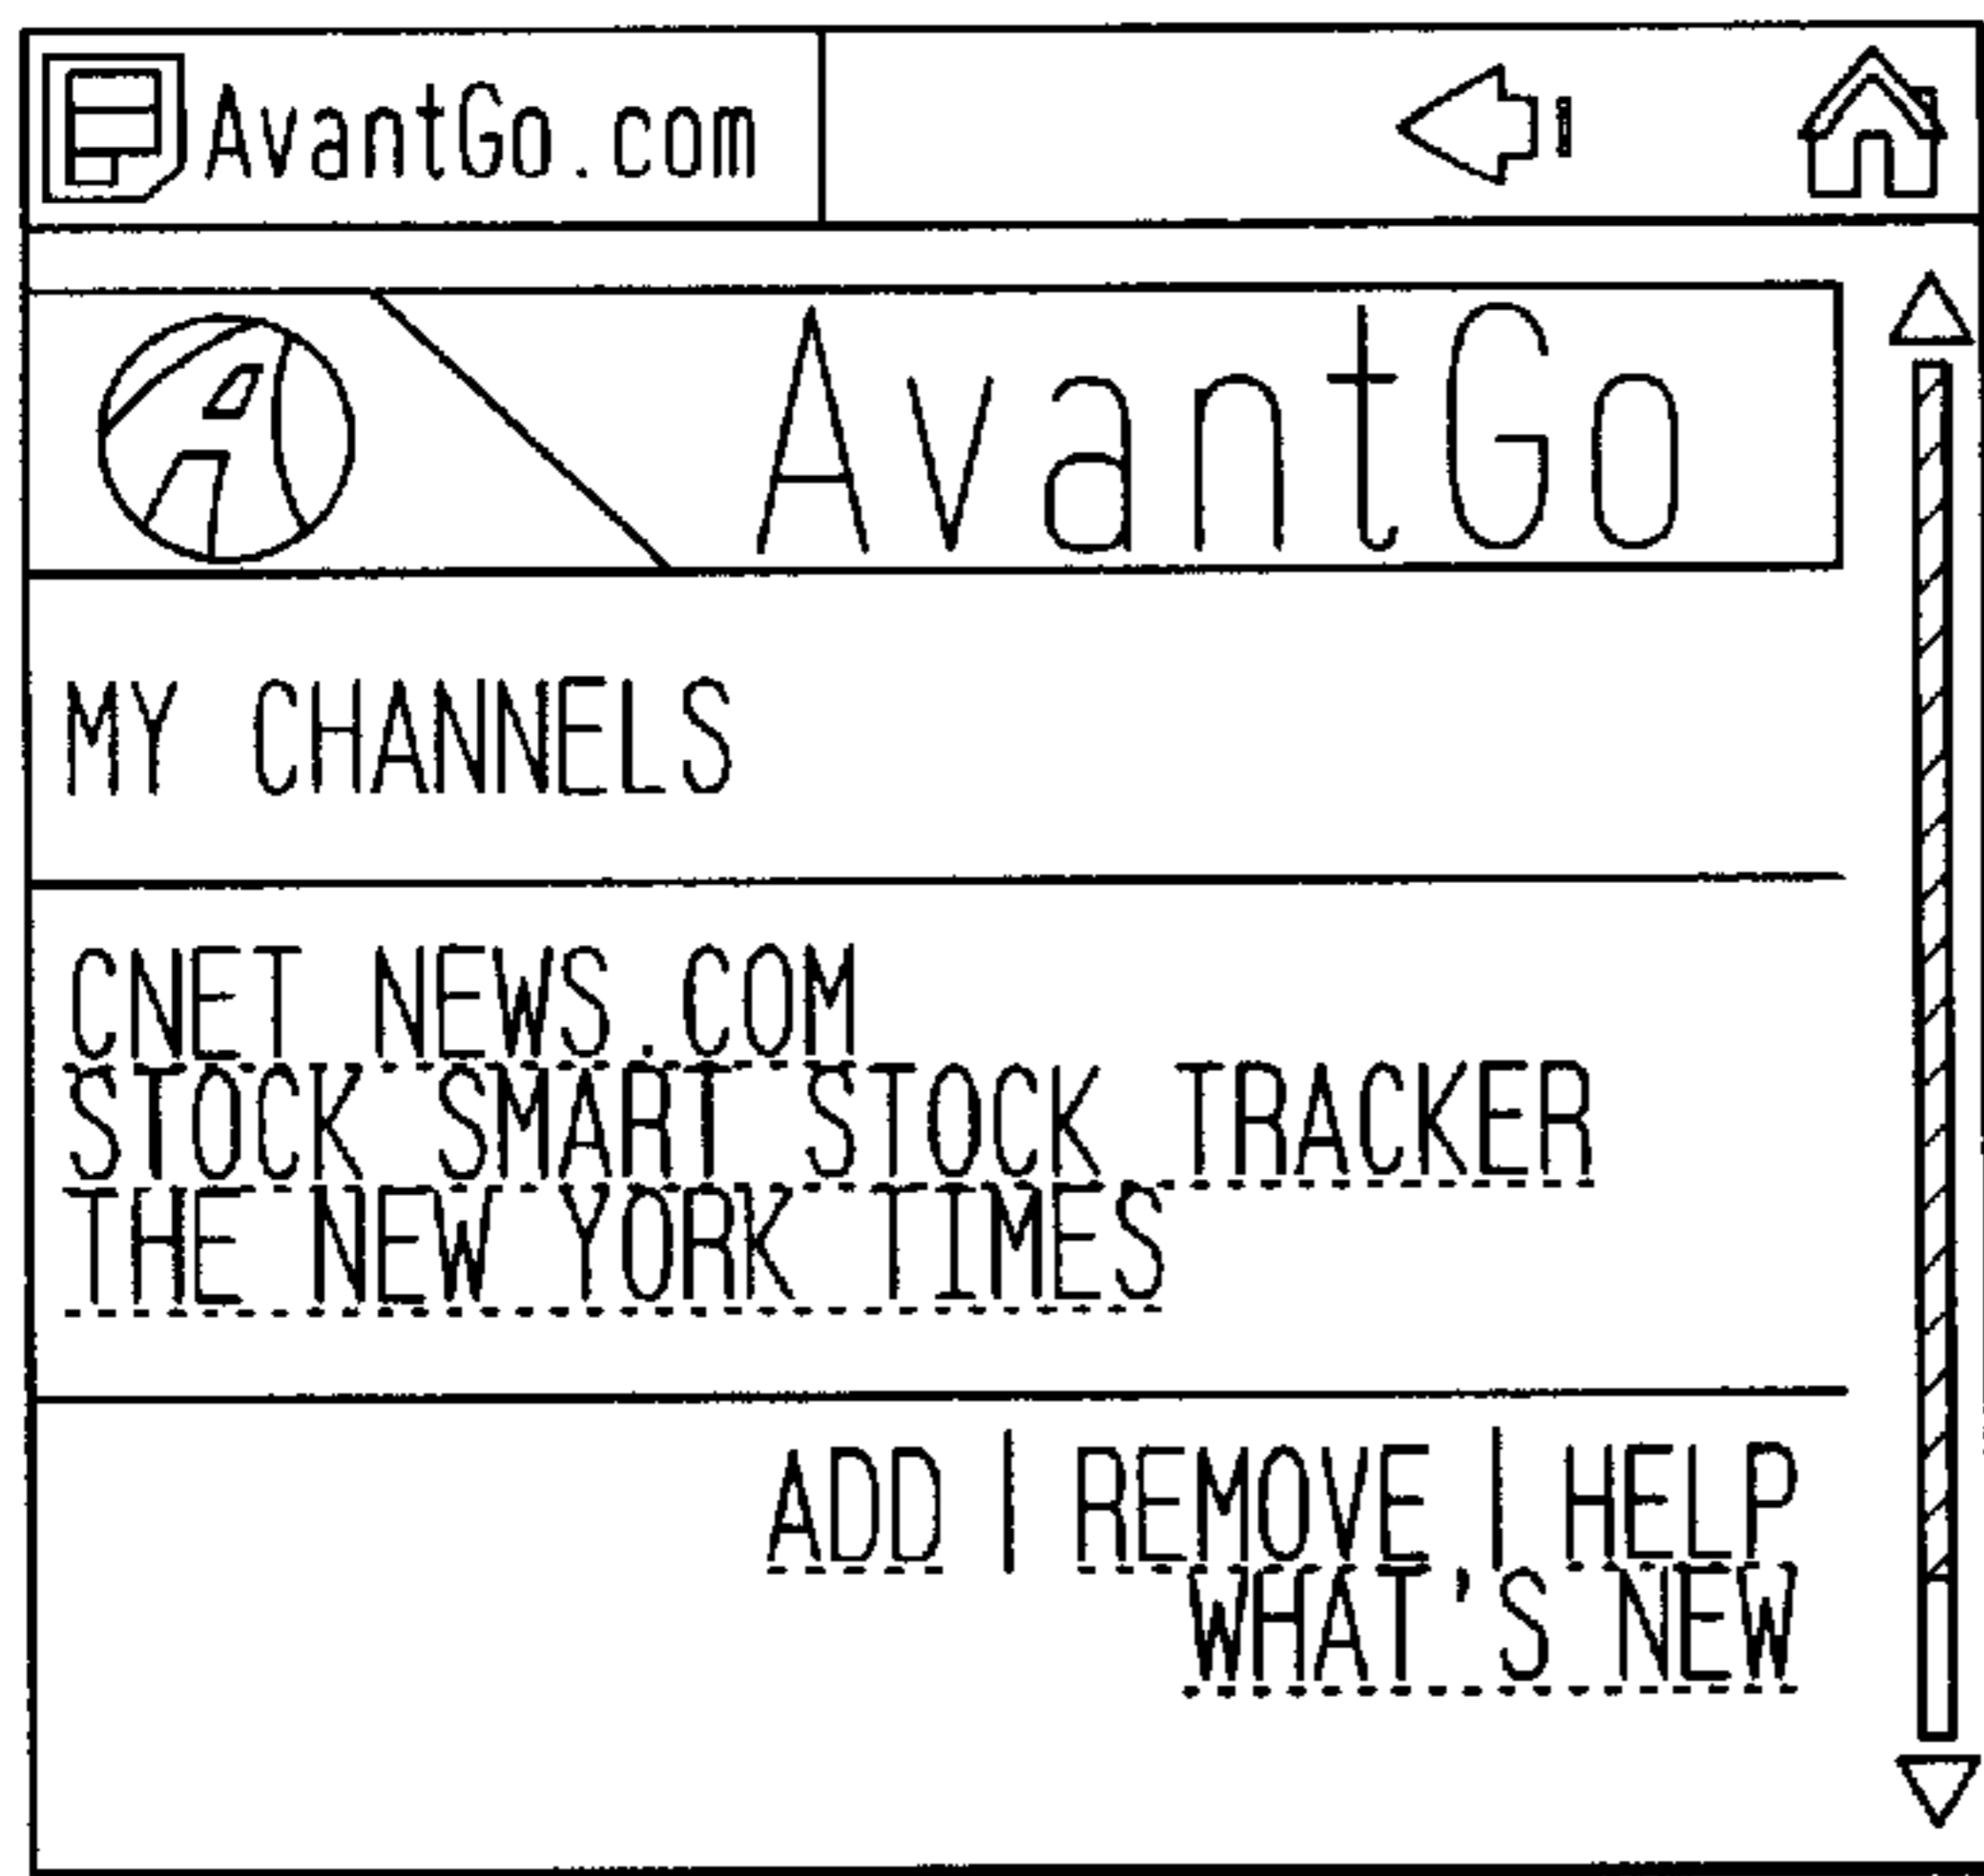 AvantGo.com
AvantGo
MY CHANNELS
CNET NEWS.COM
STOCK SMART STOCK TRACKER
THE NEW YORK TIMES
ADD | REMOVE | HELP
WHAT'S NEW